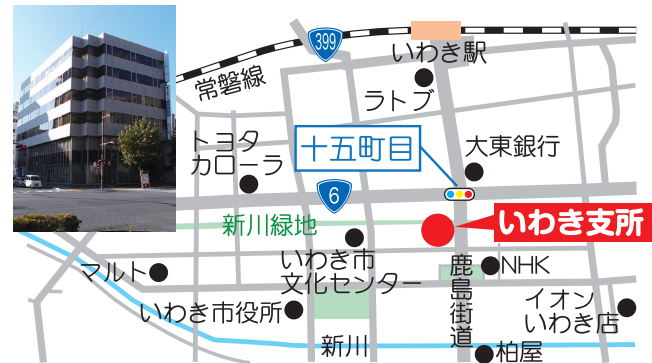 399
いわき駅
常磐線
ラトブ
トヨタ
カローラ
十五町目
大東銀行
6
新川緑地
いわき支所
いわき市
文化センター
マルト
鹿島街道
NHK
いわき市役所
イオン
いわき店
新川
柏屋